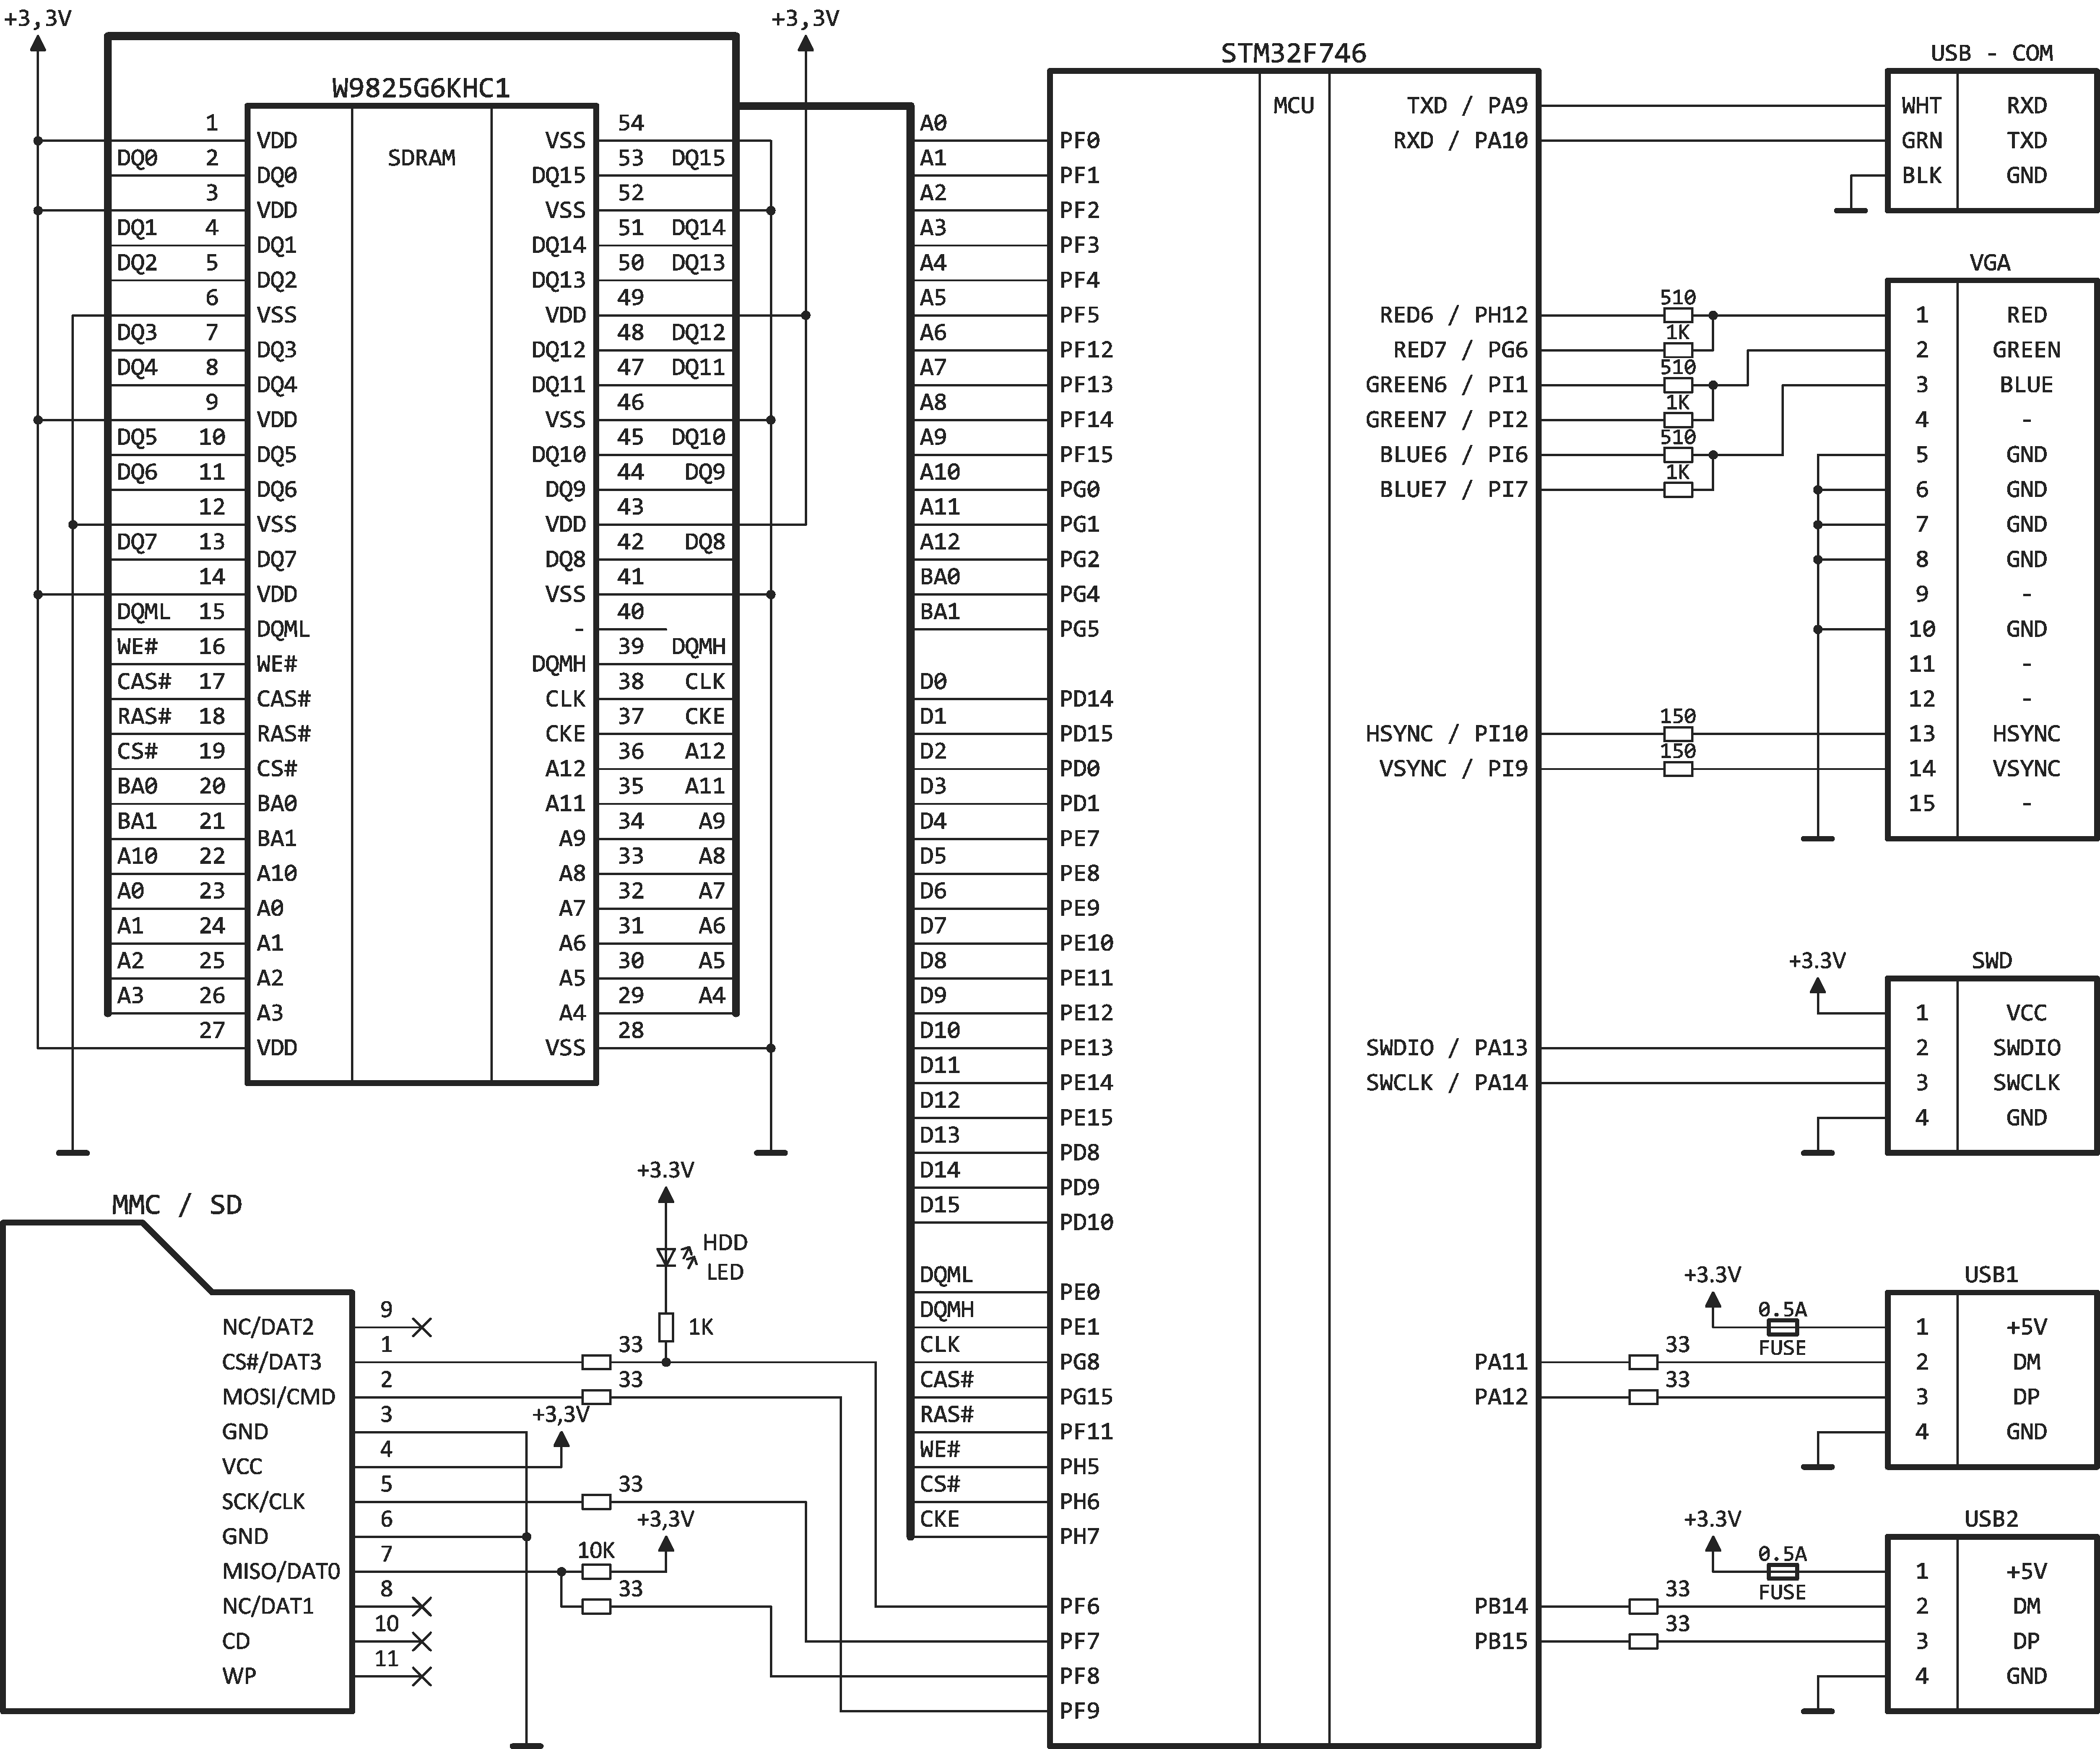 +3,3V
+3,3V
W9825G6KHC1
SDRAM
1 VDD VSS 54
DQ0 2 DQ0 DQ15 53 DQ15
3 VDD VSS 52
DQ1 4 DQ1 DQ14 51 DQ14
DQ2 5 DQ2 DQ13 50 DQ13
6 VSS VDD 49
DQ3 7 DQ3 DQ12 48 DQ12
DQ4 8 DQ4 DQ11 47 DQ11
9 VDD VSS 46
DQ5 10 DQ5 DQ10 45 DQ10
DQ6 11 DQ6 DQ9 44 DQ9
12 VSS VDD 43
DQ7 13 DQ7 DQ8 42 DQ8
14 VDD VSS 41
DQML 15 DQML - 40
WE# 16 WE# DQMH 39 DQMH
CAS# 17 CAS# CLK 38 CLK
RAS# 18 RAS# CKE 37 CKE
CS# 19 CS# A12 36 A12
BA0 20 BA0 A11 35 A11
BA1 21 BA1 A9 34 A9
A10 22 A10 A8 33 A8
A0 23 A0 A7 32 A7
A1 24 A1 A6 31 A6
A2 25 A2 A5 30 A5
A3 26 A3 A4 29 A4
27 VDD VSS 28
MMC / SD
NC/DAT2 9
CS#/DAT3 1 33
MOSI/CMD 2 33
GND 3
VCC 4 +3,3V
SCK/CLK 5 33
GND 6
MISO/DAT0 7 10K +3,3V
NC/DAT1 8 33
CD 10
WP 11
+3.3V
HDD
LED
1K
STM32F746
MCU
A0 PF0
A1 PF1
A2 PF2
A3 PF3
A4 PF4
A5 PF5
A6 PF12
A7 PF13
A8 PF14
A9 PF15
A10 PG0
A11 PG1
A12 PG2
BA0 PG4
BA1 PG5
D0 PD14
D1 PD15
D2 PD0
D3 PD1
D4 PE7
D5 PE8
D6 PE9
D7 PE10
D8 PE11
D9 PE12
D10 PE13
D11 PE14
D12 PE15
D13 PD8
D14 PD9
D15 PD10
DQML PE0
DQMH PE1
CLK PG8
CAS# PG15
RAS# PF11
WE# PH5
CS# PH6
CKE PH7
PF6
PF7
PF8
PF9
USB - COM
TXD / PA9 WHT RXD
RXD / PA10 GRN TXD
BLK GND
VGA
RED6 / PH12 510 1 RED
RED7 / PG6 1K 2 GREEN
GREEN6 / PI1 510 3 BLUE
GREEN7 / PI2 1K 4 -
BLUE6 / PI6 510 5 GND
BLUE7 / PI7 1K 6 GND
7 GND
8 GND
9 -
10 GND
11 -
12 -
HSYNC / PI10 150 13 HSYNC
VSYNC / PI9 150 14 VSYNC
15 -
+3.3V SWD
1 VCC
SWDIO / PA13 2 SWDIO
SWCLK / PA14 3 SWCLK
4 GND
+3.3V USB1
0.5A
FUSE
1 +5V
PA11 33 2 DM
PA12 33 3 DP
4 GND
+3.3V USB2
0.5A
FUSE
1 +5V
PB14 33 2 DM
PB15 33 3 DP
4 GND